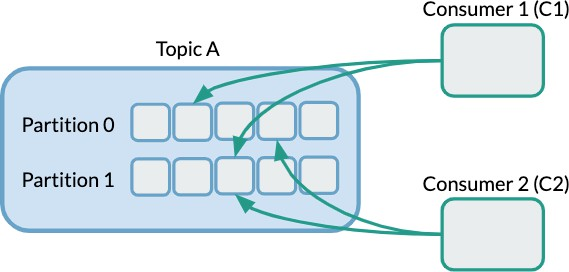 Consumer 1 (C1)
Topic A
Partition 0
Partition 1
Consumer 2 (C2)